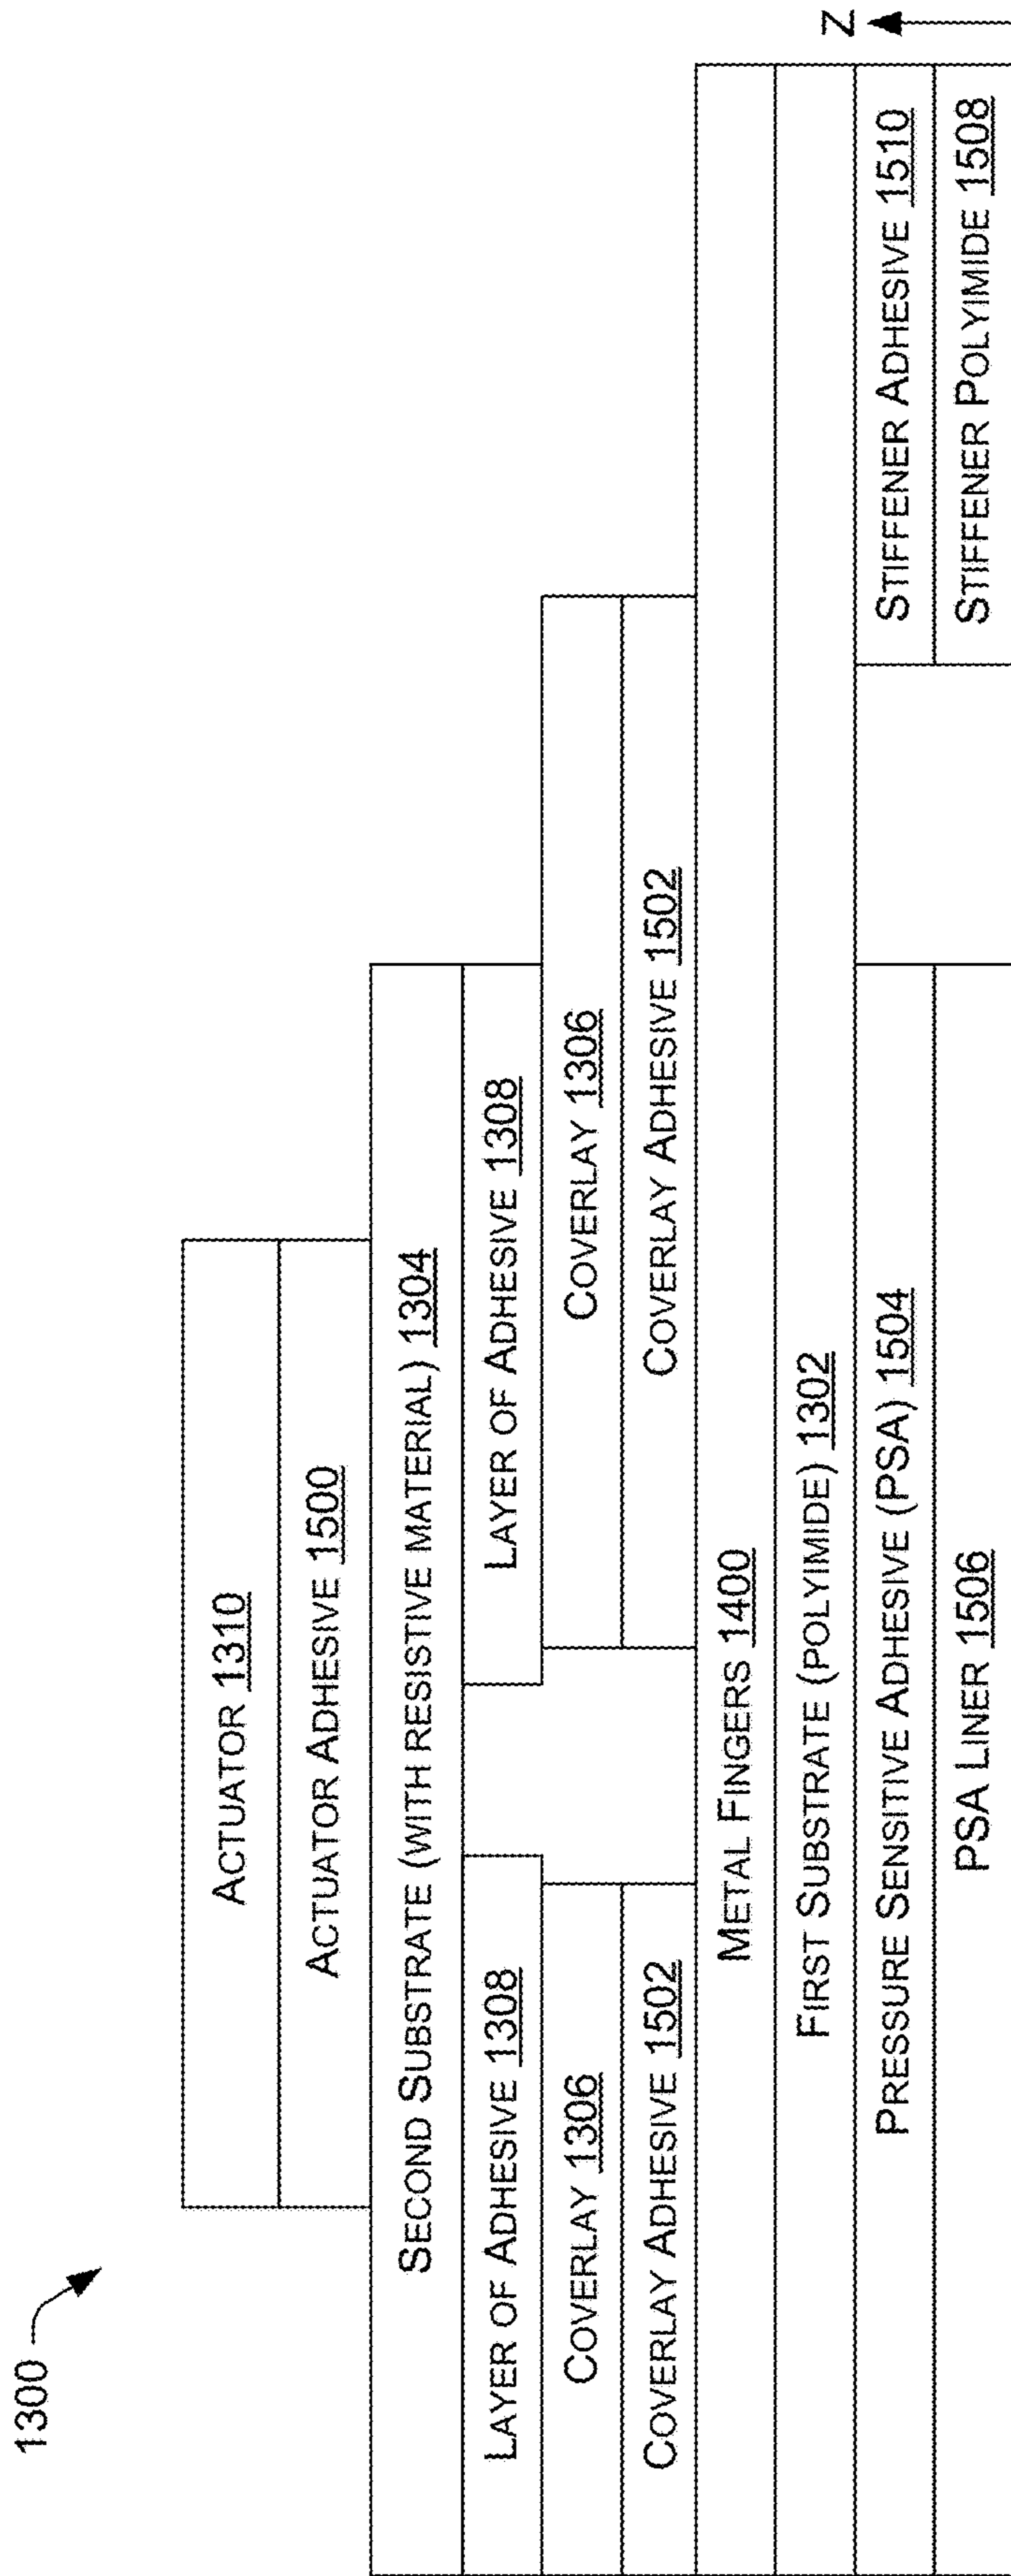 1300
ACTUATOR 1310
ACTUATOR ADHESIVE 1500
SECOND SUBSTRATE (WITH RESISTIVE MATERIAL) 1304
LAYER OF ADHESIVE 1308
LAYER OF ADHESIVE 1308
COVERLAY 1306
COVERLAY 1306
COVERLAY ADHESIVE 1502
COVERLAY ADHESIVE 1502
METAL FINGERS 1400
FIRST SUBSTRATE (POLYIMIDE) 1302
Z
PRESSURE SENSITIVE ADHESIVE (PSA) 1504
STIFFENER ADHESIVE 1510
PSA LINER 1506
STIFFENER POLYIMIDE 1508